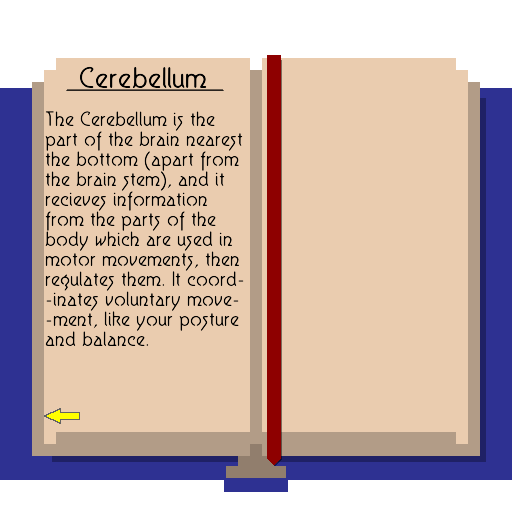 Cerebellum
The Cerebellum is the
part of the brain nearest
the bottom (apart from
the brain stem), and it
recieves information
from the parts of the
body which are used in
motor movements, then
regulates them. It coord-
-inates voluntary move-
-ment, like your posture
and balance.